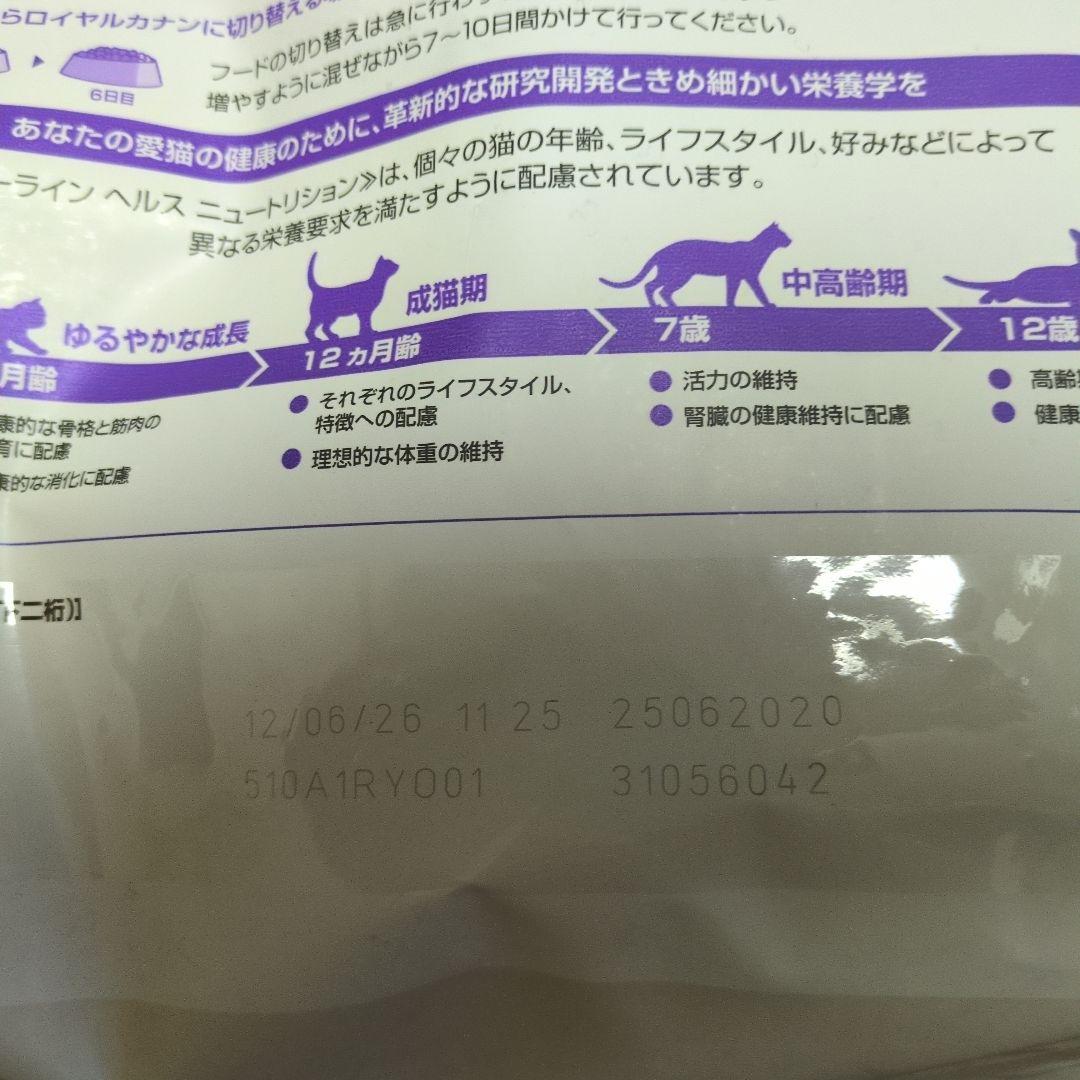 らロイヤルカナンに切り替える
フードの切り替えは急に行わ
増やすように混ぜながら7～10日間かけて行ってください。
6日目
あなたの愛猫の健康のために、革新的な研究開発ときめ細かい栄養学を
ーライン ヘルス ニュートリション≫は、個々の猫の年齢、ライフスタイル、好みなどによって
異なる栄養要求を満たすように配慮されています。
ゆるやかな成長
成猫期
中高齢期
月齢
12ヵ月齢
7歳
12歳
康的な骨格と筋肉の
育に配慮
康的な消化に配慮
● それぞれのライフスタイル、
特徴への配慮
● 理想的な体重の維持
● 活力の維持
● 腎臓の健康維持に配慮
● 高齢
● 健康
下二桁)】
12/06/26 11 25 25062020
510A1RYO01 31056042